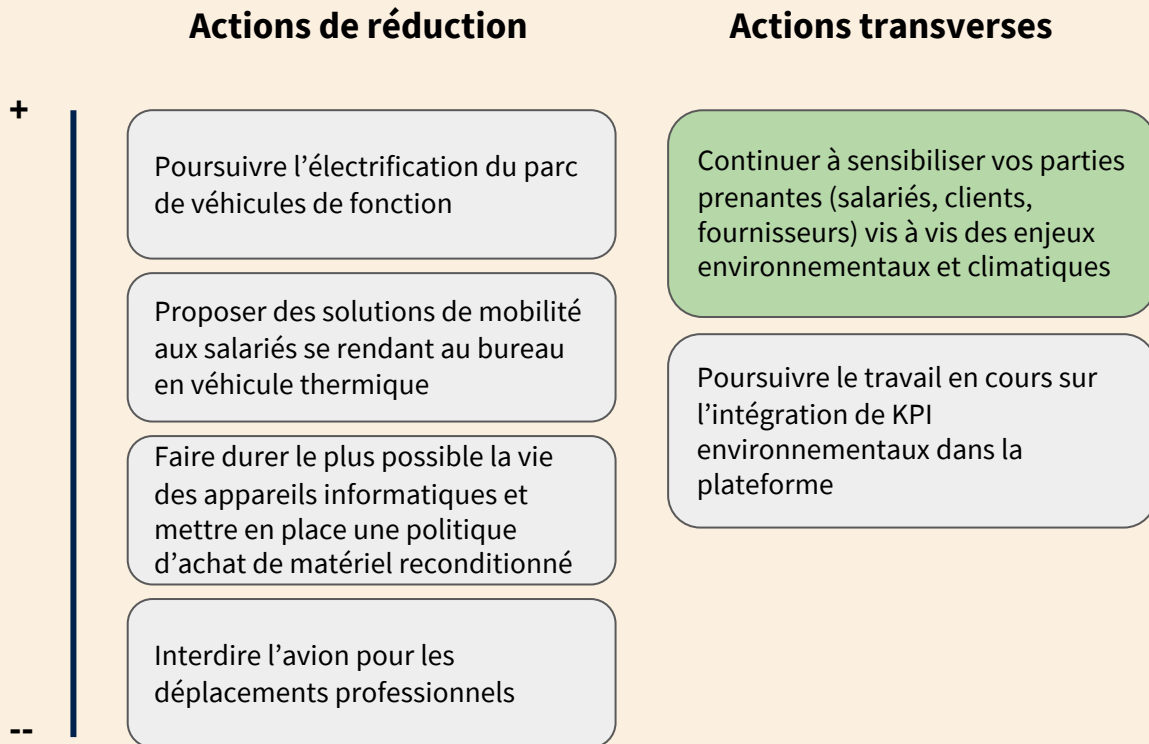 Actions de réduction
Actions transverses
+
Poursuivre l’électrification du parc
de véhicules de fonction
Proposer des solutions de mobilité
aux salariés se rendant au bureau
en véhicule thermique
Faire durer le plus possible la vie
des appareils informatiques et
mettre en place une politique
d’achat de matériel reconditionné
Interdire l’avion pour les
déplacements professionnels
--
Continuer à sensibiliser vos parties
prenantes (salariés, clients,
fournisseurs) vis à vis des enjeux
environnementaux et climatiques
Poursuivre le travail en cours sur
l’intégration de KPI
environnementaux dans la
plateforme